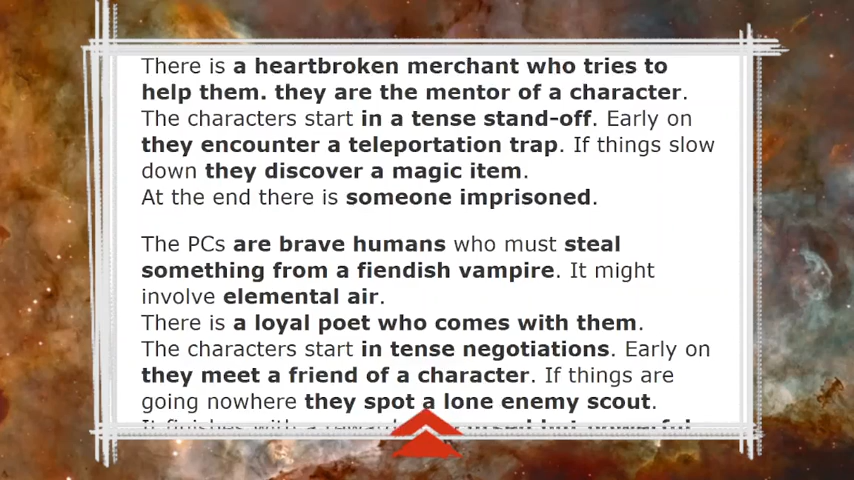 There is a heartbroken merchant who tries to
help them. they are the mentor of a character.
The characters start in a tense stand-off. Early on
they encounter a teleportation trap. If things slow
down they discover a magic item.
At the end there is someone imprisoned.
The PCs are brave humans who must steal
something from a fiendish vampire. It might
involve elemental air.
There is a loyal poet who comes with them.
The characters start in tense negotiations. Early on
they meet a friend of a character. If things are
going nowhere they spot a lone enemy scout.
It finishes with a reward